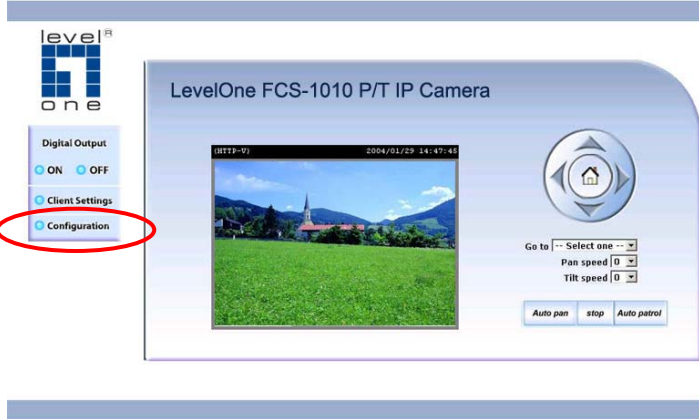 level®
one
LevelOne FCS-1010 P/T IP Camera
Digital Output
ON OFF
Client Settings
Configuration
(HTTP-V) 2004/01/29 14:47:45
Go to -- Select one --
Pan speed 0
Tilt speed 0
Auto pan stop Auto patrol